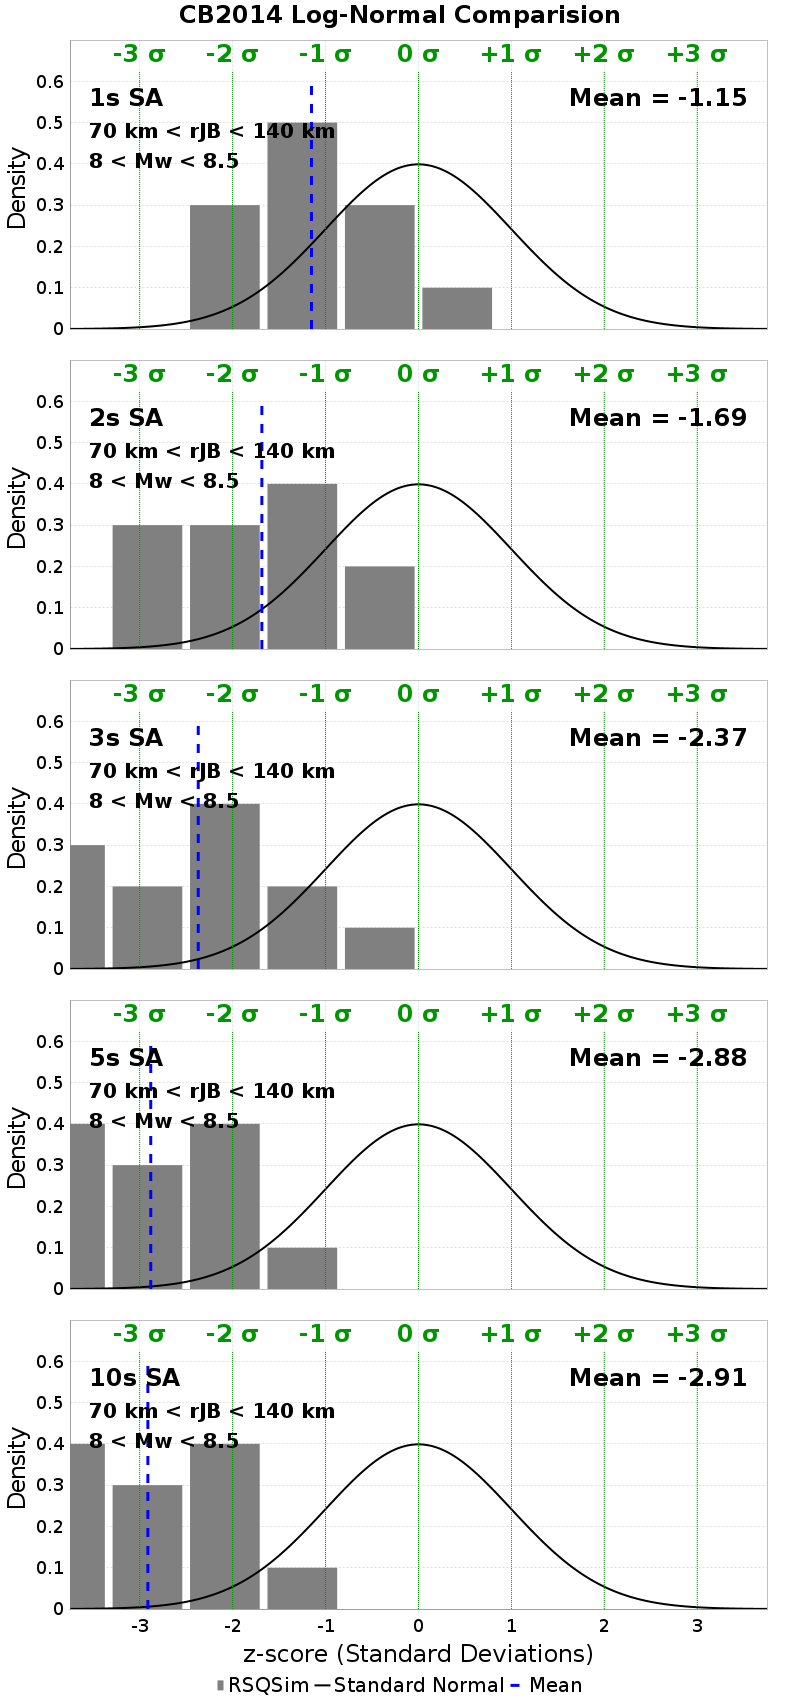 CB2014 Log-Normal Comparision
-3 σ -2 σ -1 σ 0 σ +1 σ +2 σ +3 σ
0.6
1s SA Mean = -1.15
0.5
70 km < rJB < 140 km
8 < Mw < 8.5
0.4
0.3
0.2
0.1
0
Density
-3 σ -2 σ -1 σ 0 σ +1 σ +2 σ +3 σ
0.6
2s SA Mean = -1.69
0.5
70 km < rJB < 140 km
8 < Mw < 8.5
0.4
0.3
0.2
0.1
0
Density
-3 σ -2 σ -1 σ 0 σ +1 σ +2 σ +3 σ
0.6
3s SA Mean = -2.37
0.5
70 km < rJB < 140 km
8 < Mw < 8.5
0.4
0.3
0.2
0.1
0
Density
-3 σ -2 σ -1 σ 0 σ +1 σ +2 σ +3 σ
0.6
5s SA Mean = -2.88
0.5
70 km < rJB < 140 km
8 < Mw < 8.5
0.4
0.3
0.2
0.1
0
Density
-3 σ -2 σ -1 σ 0 σ +1 σ +2 σ +3 σ
0.6
10s SA Mean = -2.91
0.5
70 km < rJB < 140 km
8 < Mw < 8.5
0.4
0.3
0.2
0.1
0
Density
-3 -2 -1 0 1 2 3
z-score (Standard Deviations)
RSQSim Standard Normal Mean